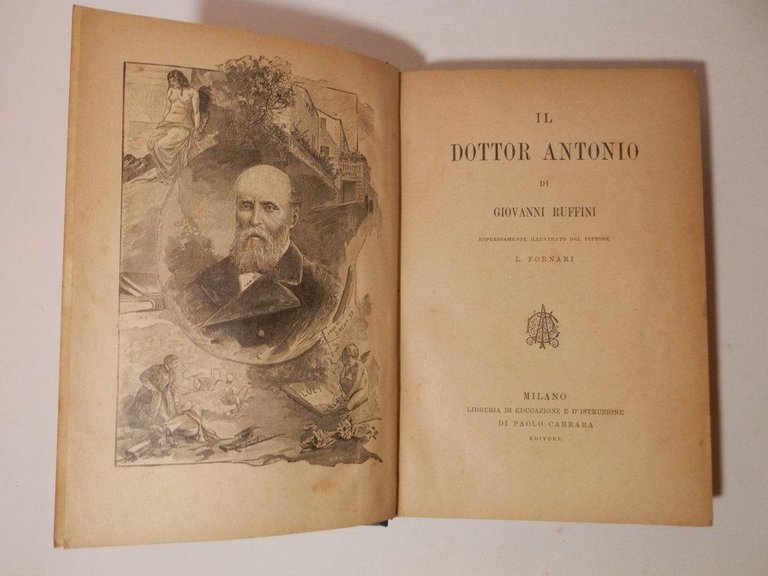 IL
DOTTOR ANTONIO
DI
GIOVANNI RUFFINI
ESPRESSAMENTE ILLUSTRATO DAL PITTORE
L. FORNARI
MILANO
LIBRERIA DI EDUCAZIONE E D'ISTRUZIONE
DI PAOLO CARRARA
EDITORE